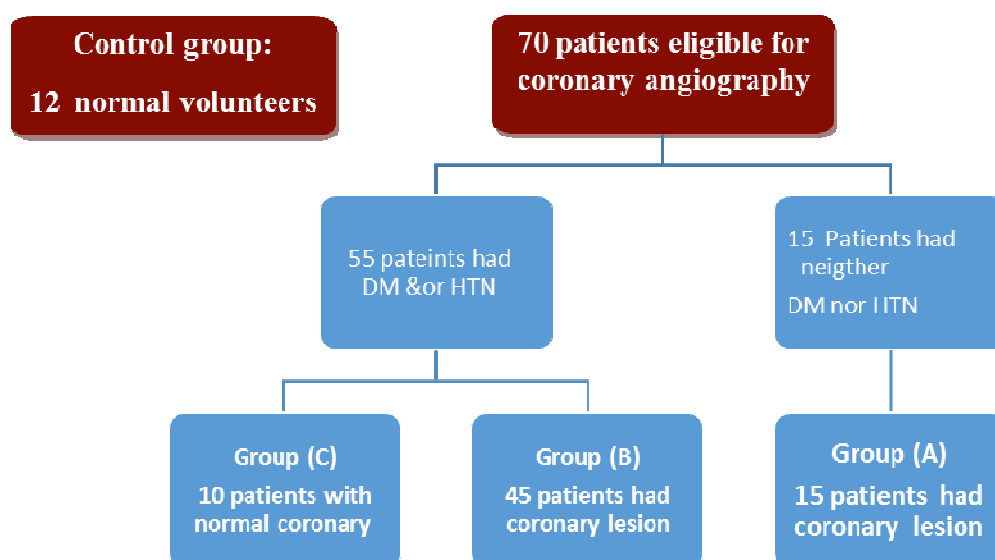 Control group:
12 normal volunteers
70 patients eligible for
coronary angiography
55 pateints had
DM &or HTN
15 Patients had
neigther
DM nor HTN
Group (C)
10 patients with
normal coronary
Group (B)
45 patients had
coronary lesion
Group (A)
15 patients had
coronary lesion